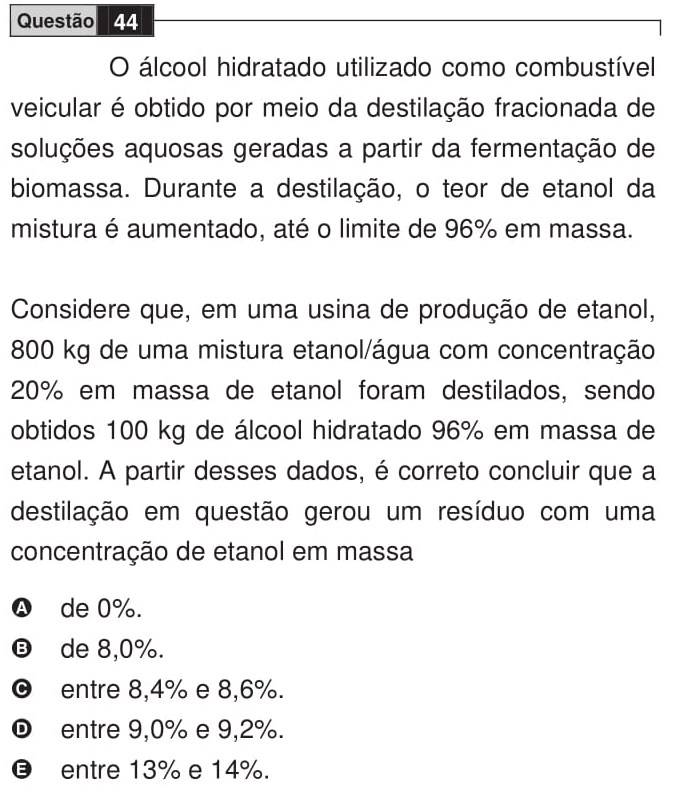 Questão 44
O álcool hidratado utilizado como combustível
veicular é obtido por meio da destilação fracionada de
soluções aquosas geradas a partir da fermentação de
biomassa. Durante a destilação, o teor de etanol da
mistura é aumentado, até o limite de 96% em massa.
Considere que, em uma usina de produção de etanol,
800 kg de uma mistura etanol/água com concentração
20% em massa de etanol foram destilados, sendo
obtidos 100 kg de álcool hidratado 96% em massa de
etanol. A partir desses dados, é correto concluir que a
destilação em questão gerou um resíduo com uma
concentração de etanol em massa
A de 0%.
B de 8,0%.
C entre 8,4% e 8,6%.
D entre 9,0% e 9,2%.
E entre 13% e 14%.